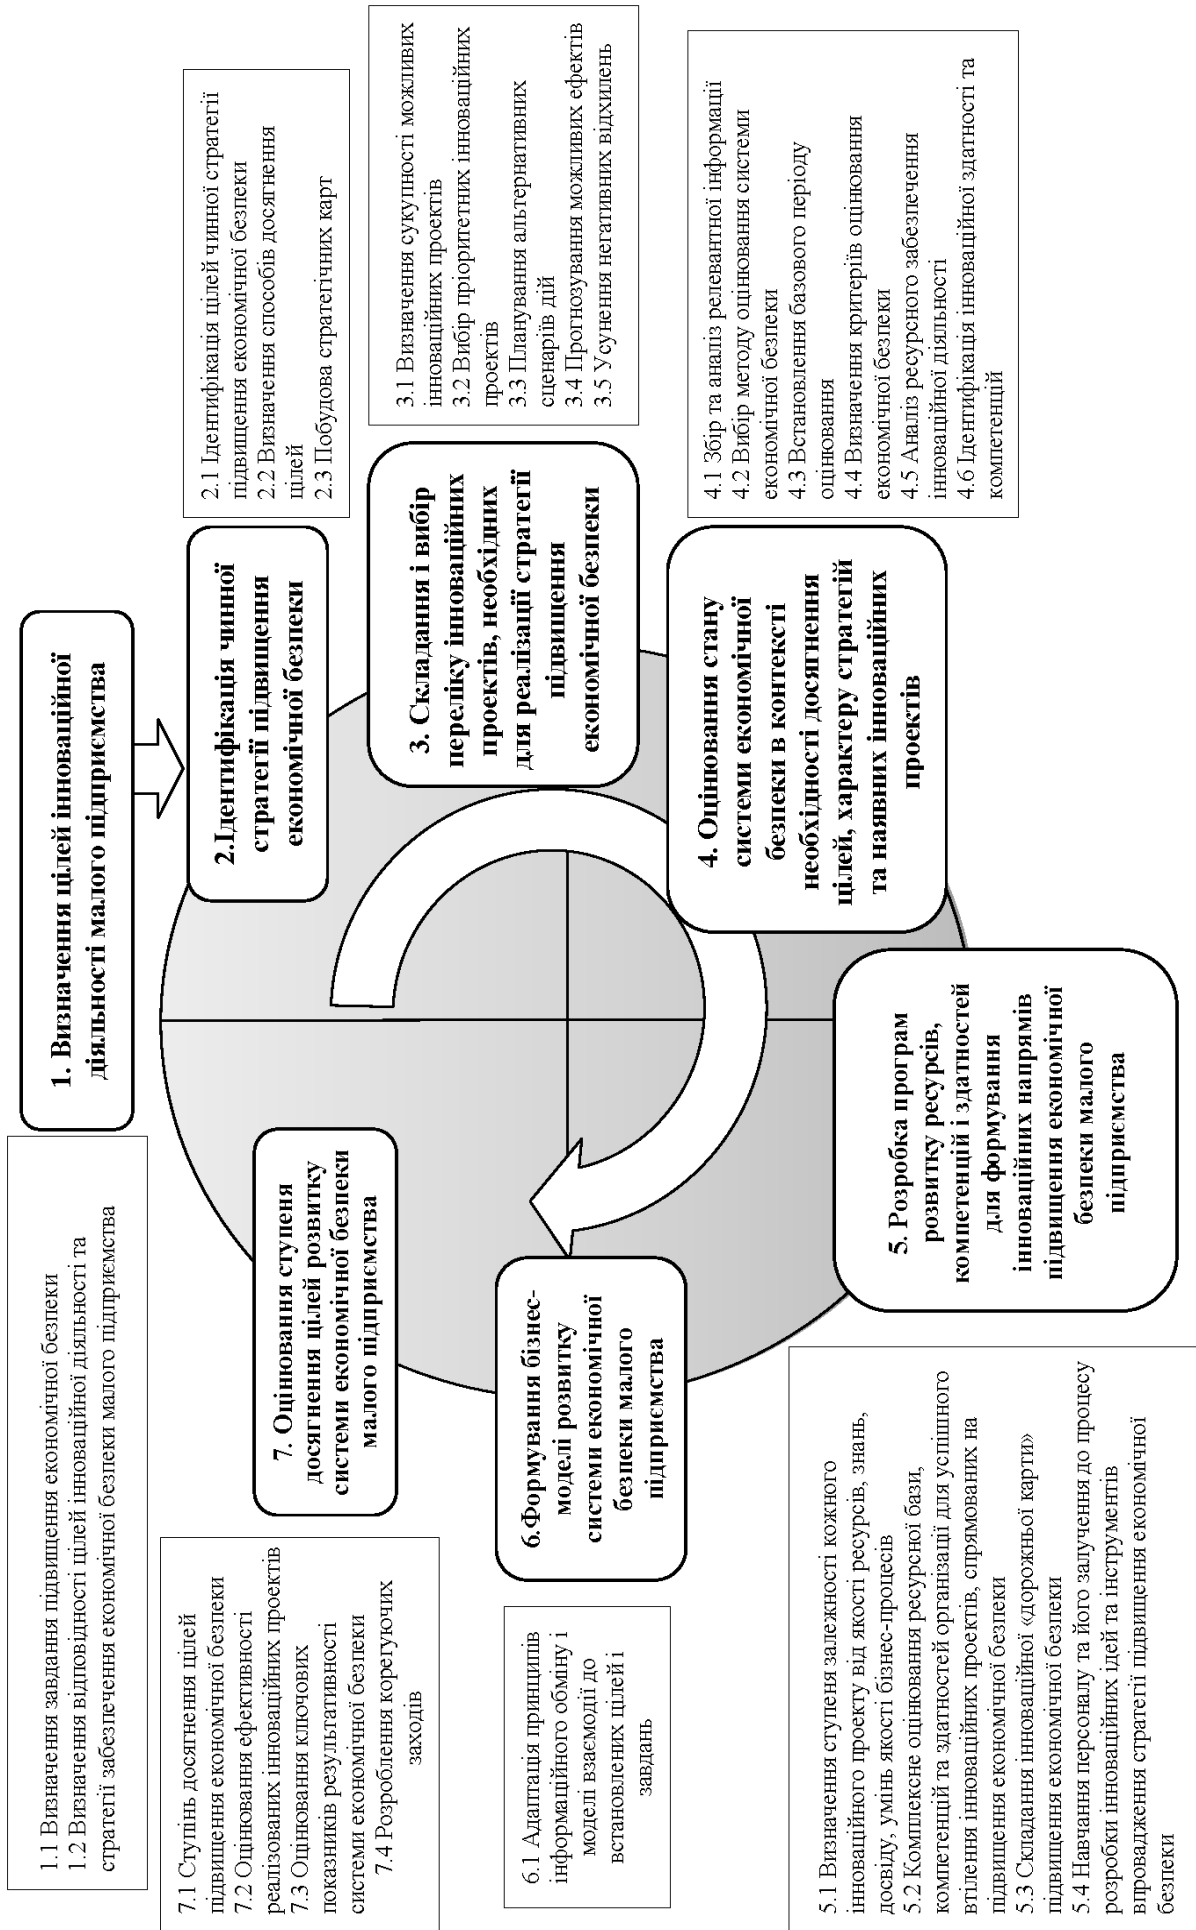 1.1 Визначення завдання підвищення економічної безпеки
1.2 Визначення відповідності цілей інноваційної діяльності та
стратегії забезпечення економічної безпеки малого підприємства
1. Визначення цілей інноваційної
діяльності малого підприємства
2.Ідентифікація чинної
стратегії підвищення
економічної безпеки
2.1 Ідентифікація цілей чинної стратегії
підвищення економічної безпеки
2.2 Визначення способів досягнення
цілей
2.3 Побудова стратегічних карт
3. Складання і вибір
переліку інноваційних
проектів, необхідних
для реалізації стратегії
підвищення
економічної безпеки
3.1 Визначення сукупності можливих
інноваційних проектів
3.2 Вибір пріоритетних інноваційних
проектів
3.3 Планування альтернативних
сценаріїв дій
3.4 Прогнозування можливих ефектів
3.5 Усунення негативних відхилень
4. Оцінювання стану
системи економічної
безпеки в контексті
необхідності досягнення
цілей, характеру стратегій
та наявних інноваційних
проектів
4.1 Збір та аналіз релевантної інформації
4.2 Вибір методу оцінювання системи
економічної безпеки
4.3 Встановлення базового періоду
оцінювання
4.4 Визначення критеріїв оцінювання
економічної безпеки
4.5 Аналіз ресурсного забезпечення
інноваційної діяльності
4.6 Ідентифікація інноваційної здатності та
компетенцій
5. Розробка програм
розвитку ресурсів,
компетенцій і здатностей
для формування
інноваційних напрямів
підвищення економічної
безпеки малого
підприємства
5.1 Визначення ступеня залежності кожного
інноваційного проекту від якості ресурсів, знань,
досвіду, умінь якості бізнес-процесів
5.2 Комплексне оцінювання ресурсної бази,
компетенцій та здатностей організації для успішного
втілення інноваційних проектів, спрямованих на
підвищення економічної безпеки
5.3 Складання інноваційної «дорожньої карти»
підвищення економічної безпеки
5.4 Навчання персоналу та його залучення до процесу
розробки інноваційних ідей та інструментів
впровадження стратегії підвищення економічної
безпеки
6.Формування бізнес-
моделі розвитку
системи економічної
безпеки малого
підприємства
6.1 Адаптація принципів
інформаційного обміну і
моделі взаємодії до
встановлених цілей і
завдань
7. Оцінювання ступеня
досягнення цілей розвитку
системи економічної безпеки
малого підприємства
7.1 Ступінь досягнення цілей
підвищення економічної безпеки
7.2 Оцінювання ефективності
реалізованих інноваційних проектів
7.3 Оцінювання ключових
показників результативності
системи економічної безпеки
7.4 Розроблення корегуючих
заходів